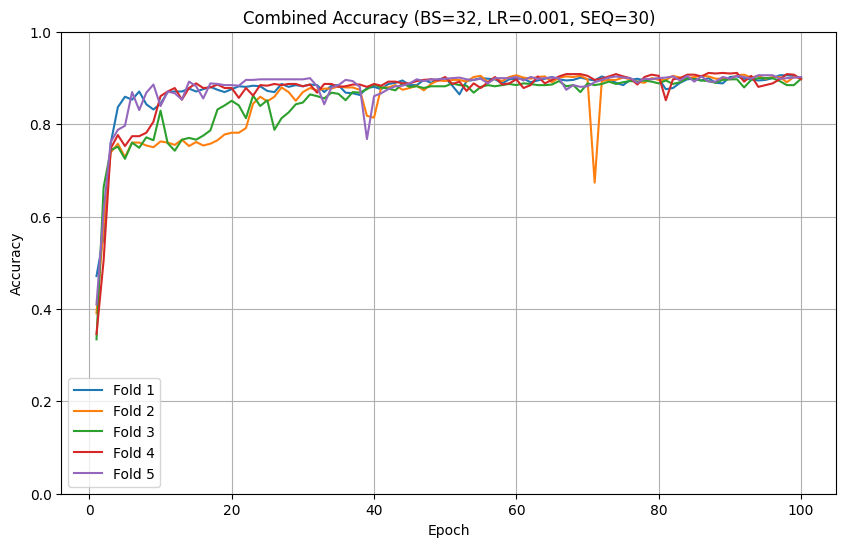 Combined Accuracy (BS=32, LR=0.001, SEQ=30)
1.0
0.8
0.6
0.4
0.2
0.0
Accuracy
Fold 1
Fold 2
Fold 3
Fold 4
Fold 5
0 20 40 60 80 100
Epoch